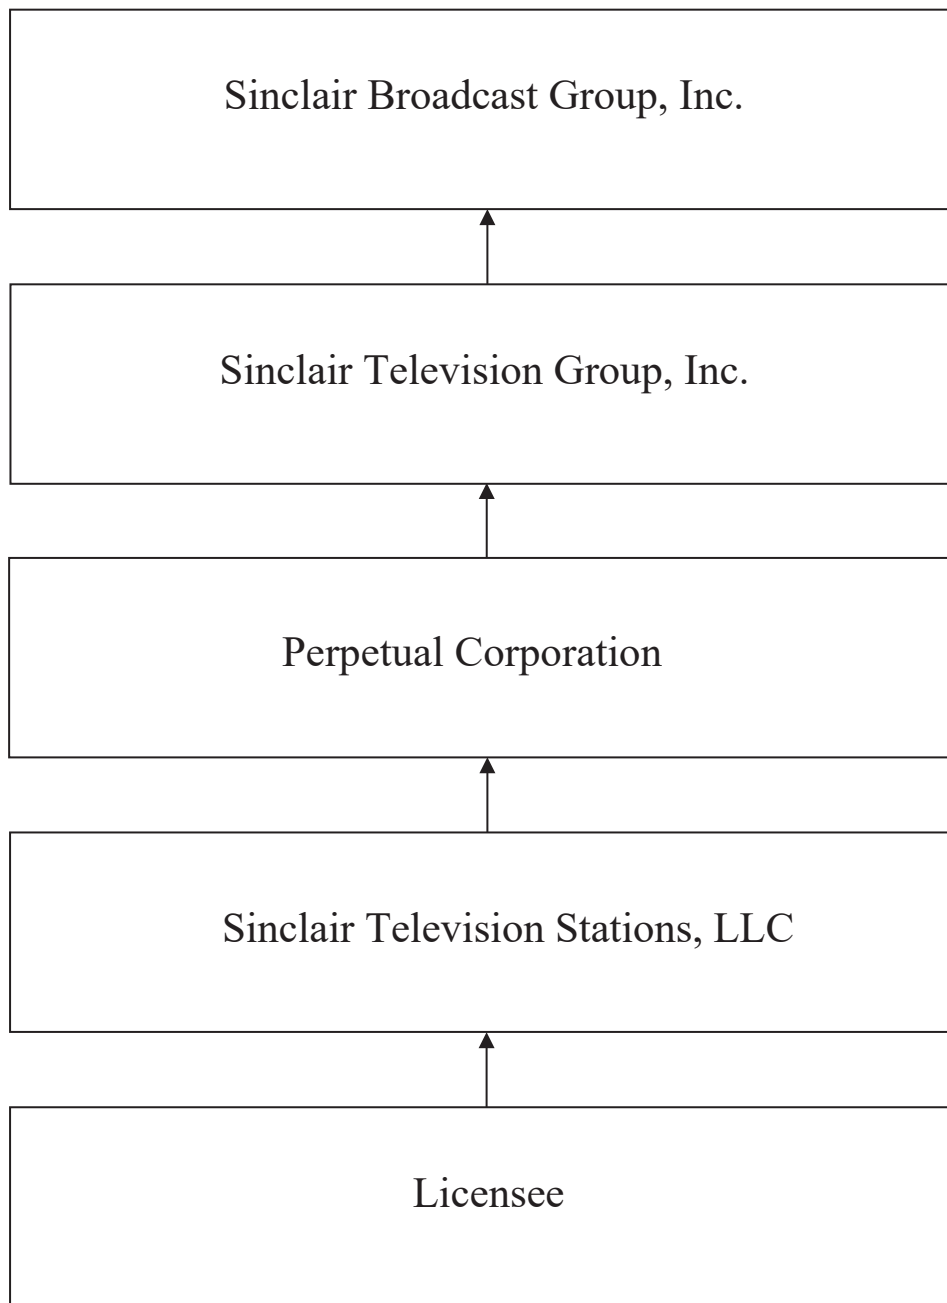 Sinclair Broadcast Group, Inc.
Sinclair Television Group, Inc.
Perpetual Corporation
Sinclair Television Stations, LLC
Licensee